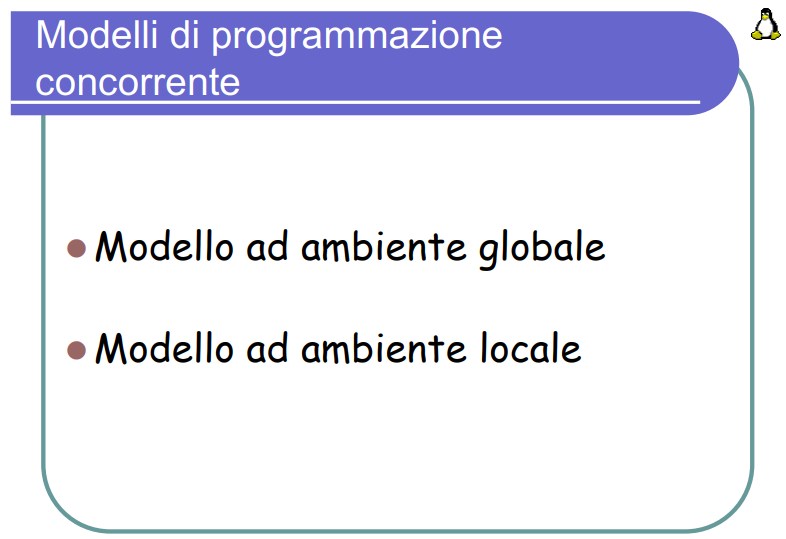 Modelli di programmazione
concorrente
Modello ad ambiente globale
Modello ad ambiente locale